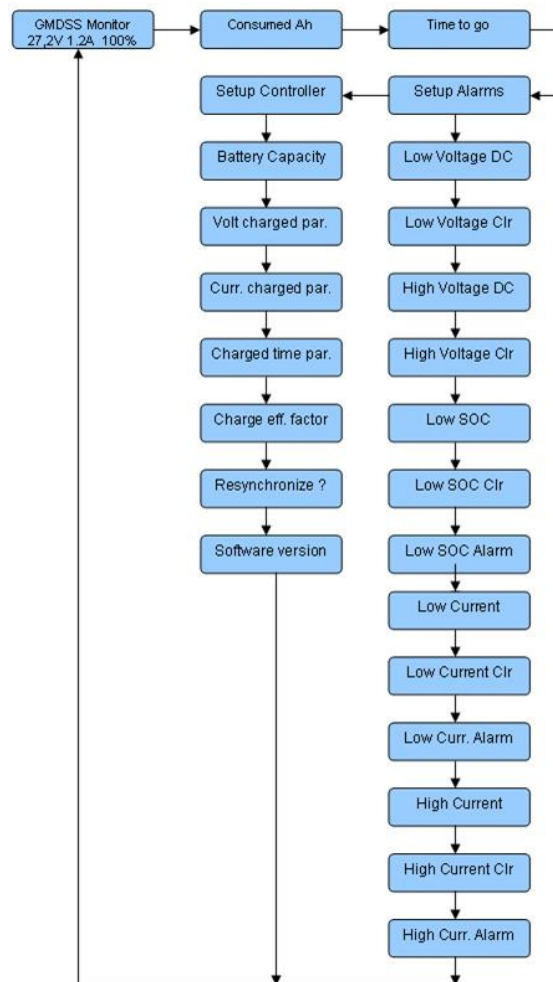 GMDSS Monitor
27,2V 1.2A 100%
Consumed Ah
Time to go
Setup Controller
Setup Alarms
Battery Capacity
Low Voltage DC
Volt charged par.
Low Voltage Clr
Curr. charged par.
High Voltage DC
Charged time par.
High Voltage Clr
Charge eff. factor
Low SOC
Resynchronize ?
Low SOC Clr
Software version
Low SOC Alarm
Low Current
Low Current Clr
Low Curr. Alarm
High Current
High Current Clr
High Curr. Alarm